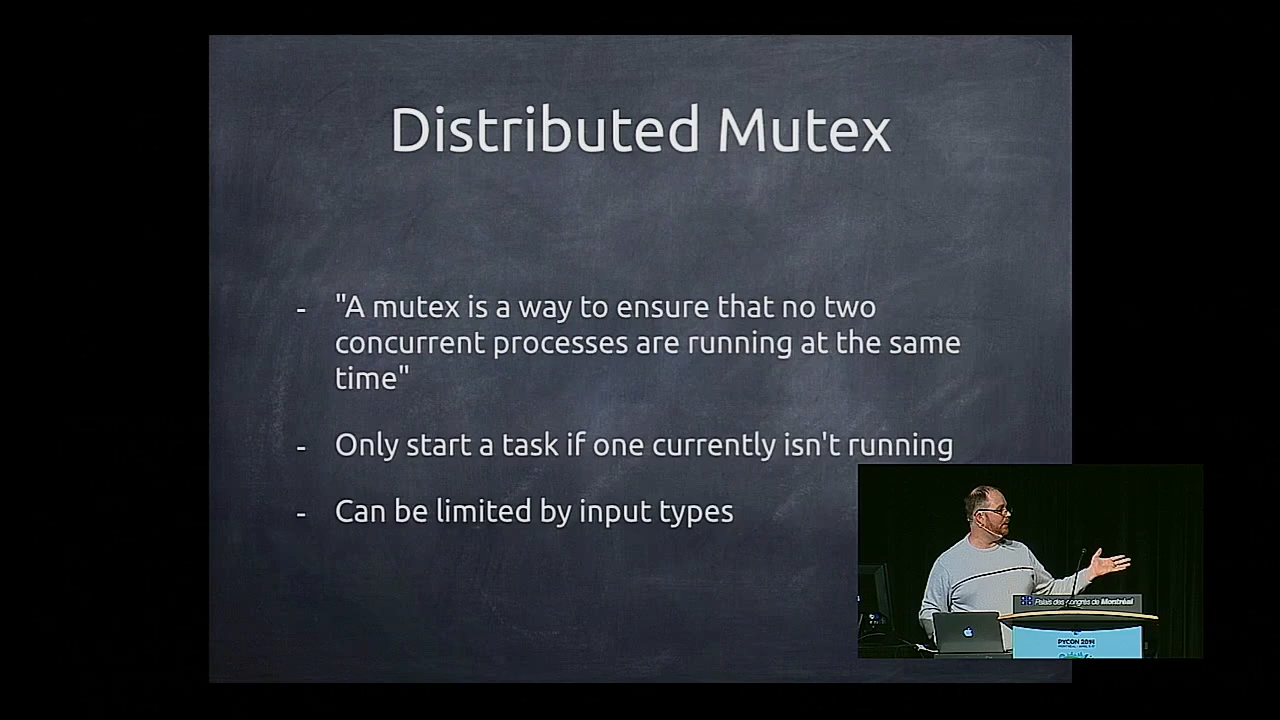 Distributed Mutex
- "A mutex is a way to ensure that no two
concurrent processes are running at the same
time"
- Only start a task if one currently isn't running
- Can be limited by input types
Palais des congrès de Montréal
PYCON 2014